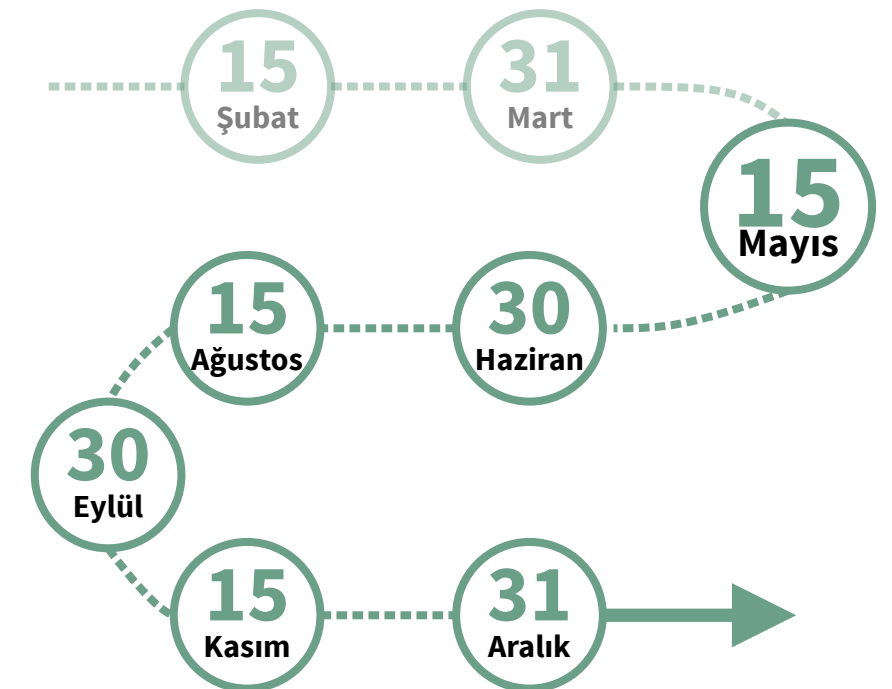 15
Şubat
31
Mart
15
Mayıs
30
Haziran
15
Ağustos
30
Eylül
15
Kasım
31
Aralık